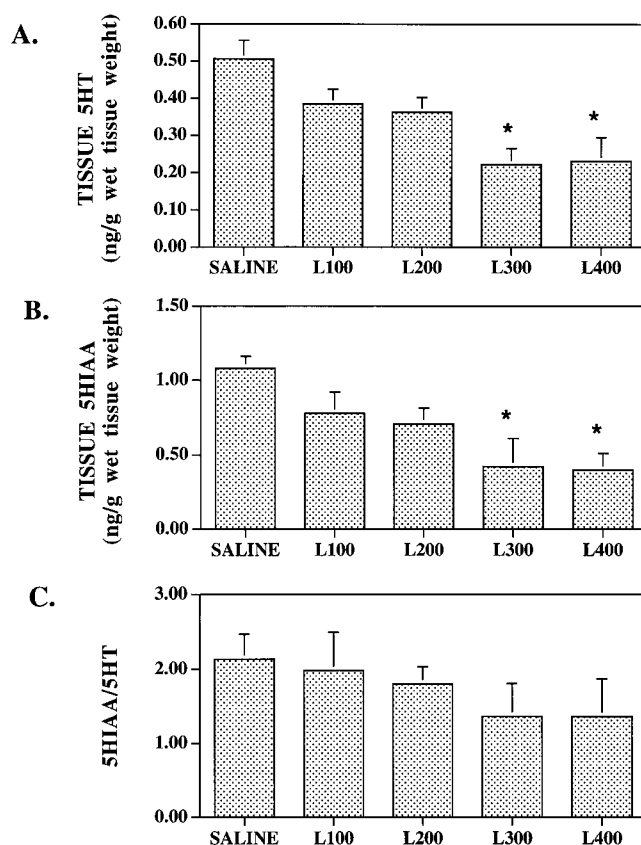 A.
TISSUE 5HT
(ng/g wet tissue weight)
0.60
0.50
0.40
0.30
0.20
0.10
0.00
* *
SALINE L100 L200 L300 L400
B.
TISSUE 5HIAA
(ng/g wet tissue weight)
1.50
1.00
0.50
0.00
* *
SALINE L100 L200 L300 L400
C.
5HIAA/5HT
3.00
2.00
1.00
0.00
SALINE L100 L200 L300 L400